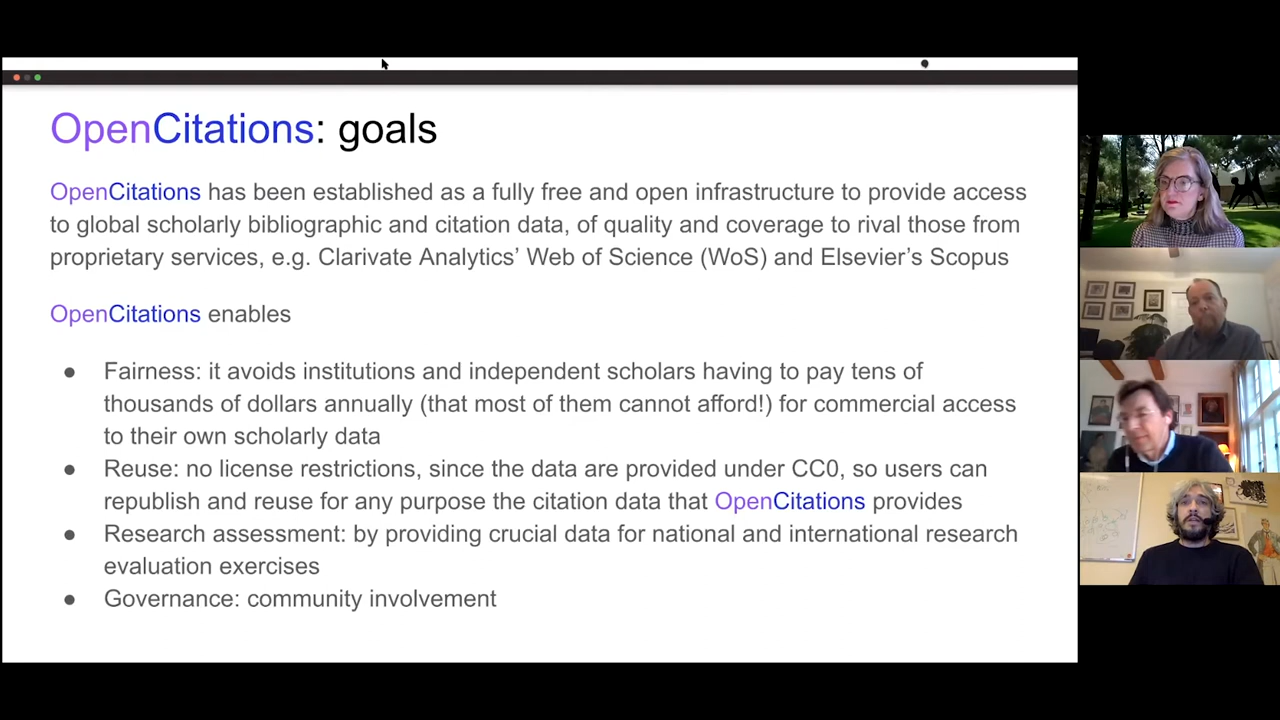 OpenCitations: goals
OpenCitations has been established as a fully free and open infrastructure to provide access
to global scholarly bibliographic and citation data, of quality and coverage to rival those from
proprietary services, e.g. Clarivate Analytics’ Web of Science (WoS) and Elsevier’s Scopus
OpenCitations enables
● Fairness: it avoids institutions and independent scholars having to pay tens of
thousands of dollars annually (that most of them cannot afford!) for commercial access
to their own scholarly data
● Reuse: no license restrictions, since the data are provided under CC0, so users can
republish and reuse for any purpose the citation data that OpenCitations provides
● Research assessment: by providing crucial data for national and international research
evaluation exercises
● Governance: community involvement